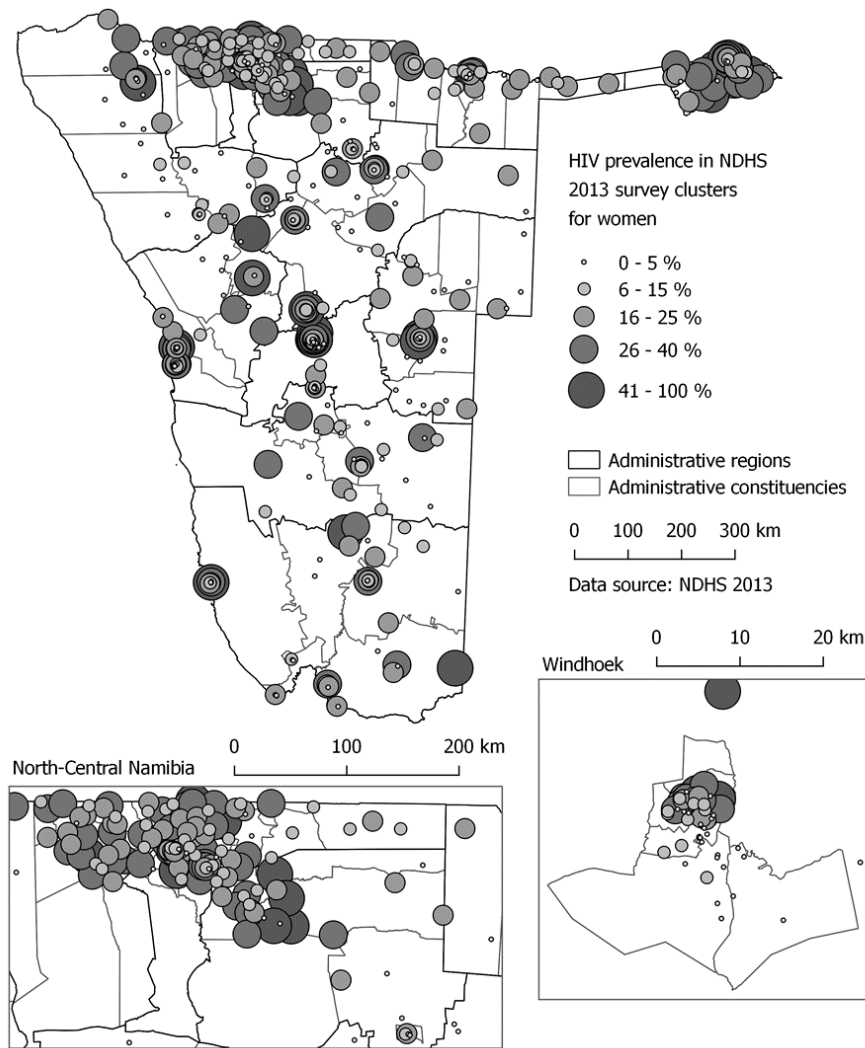 HIV prevalence in NDHS
2013 survey clusters
for women
0 - 5 %
6 - 15 %
16 - 25 %
26 - 40 %
41 - 100 %
Administrative regions
Administrative constituencies
0 100 200 300 km
Data source: NDHS 2013
0 10 20 km
Windhoek
0 100 200 km
North-Central Namibia